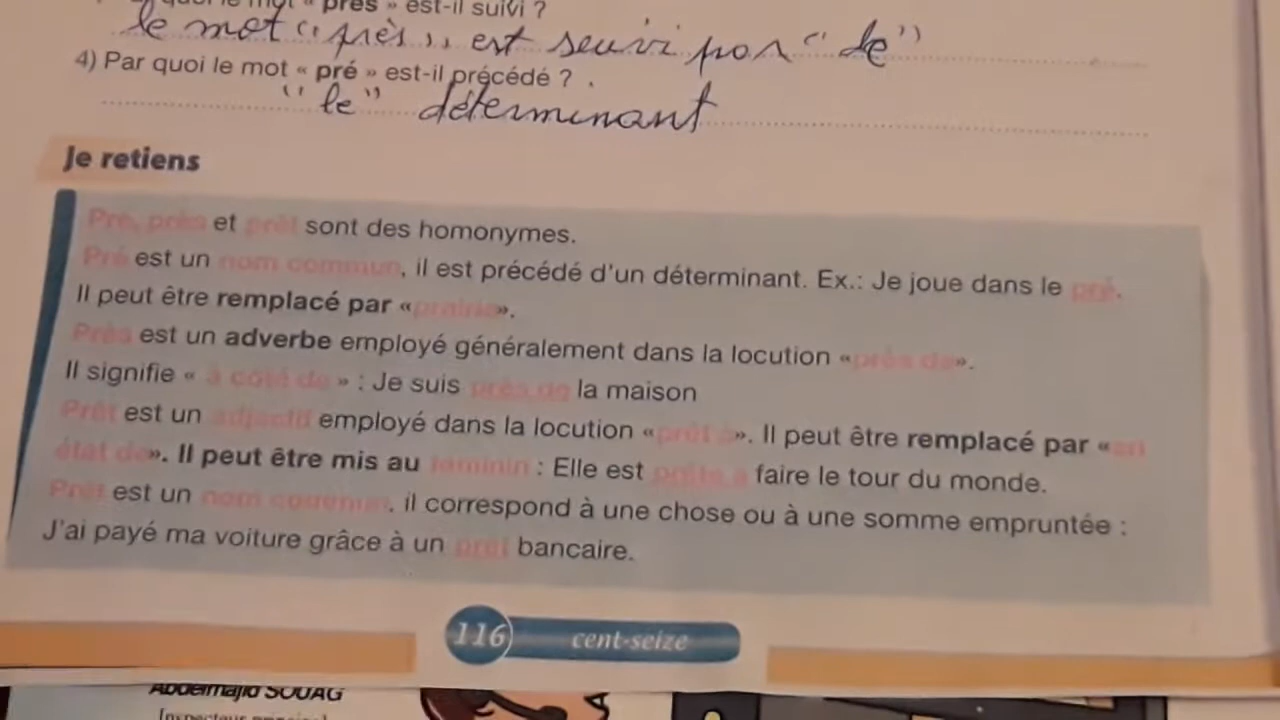 quoi le mot « près » est-il suivi ?
le mot "près" est seuivi par "de"
4) Par quoi le mot « pré » est-il précédé ? .
"le" déterminant
Je retiens
Pré, près et prêt sont des homonymes.
Pré est un nom commun, il est précédé d'un déterminant. Ex.: Je joue dans le pré.
Il peut être remplacé par «prairie».
Près est un adverbe employé généralement dans la locution «près de».
Il signifie « à côté de » : Je suis près de la maison
Prêt est un adjectif employé dans la locution «prêt à». Il peut être remplacé par «en
état de». Il peut être mis au féminin : Elle est prête à faire le tour du monde.
Prêt est un nom commun, il correspond à une chose ou à une somme empruntée :
J'ai payé ma voiture grâce à un prêt bancaire.
116 cent-seize
Abdelmajid SOUAG